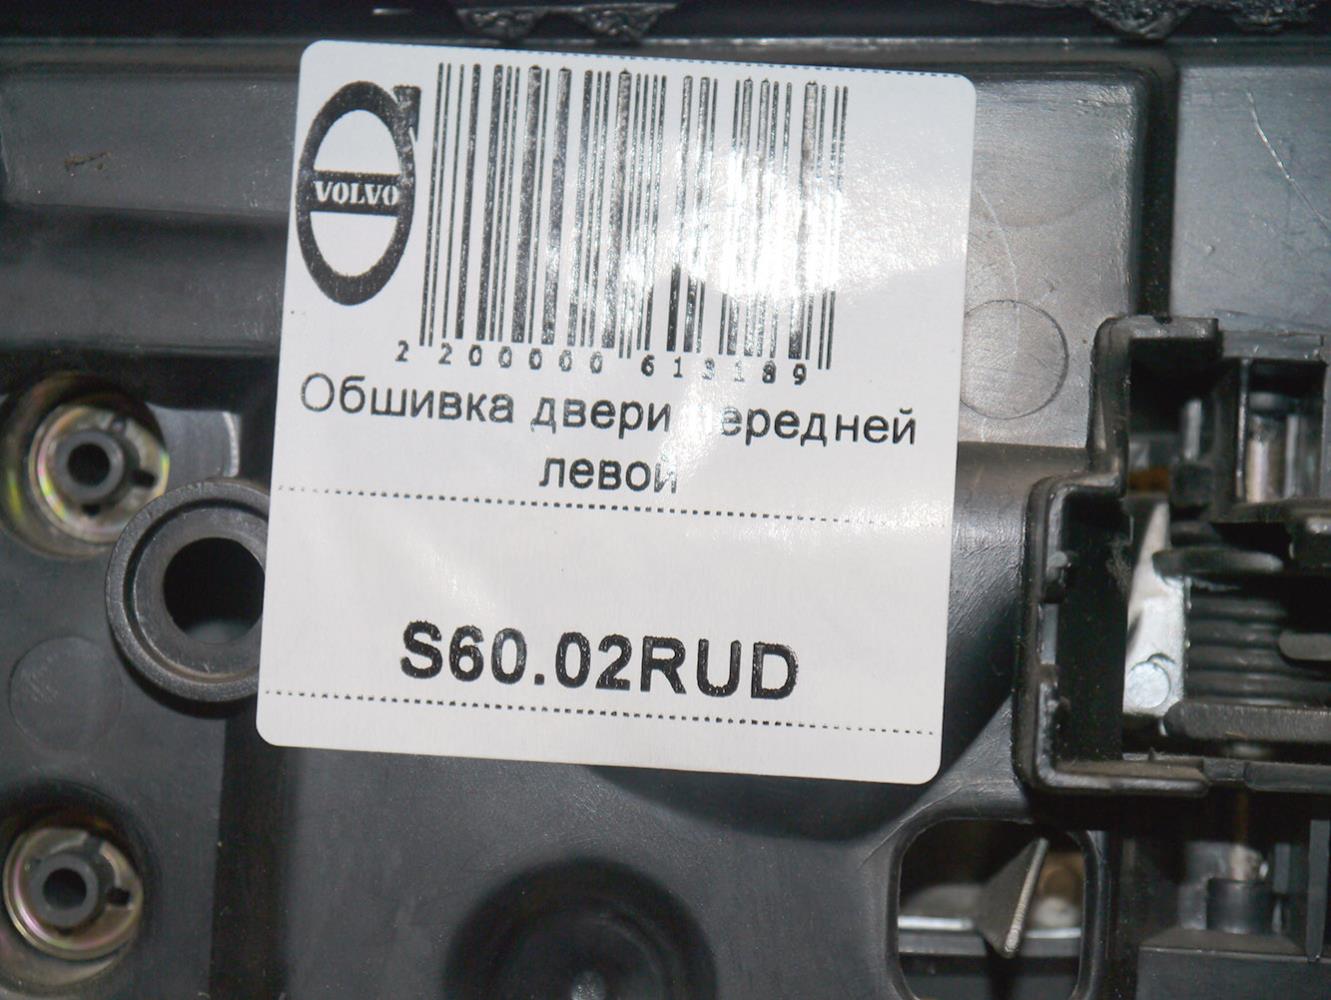 VOLVO
2 200000 613189
Обшивка двери передней
левой
S60.02RUD